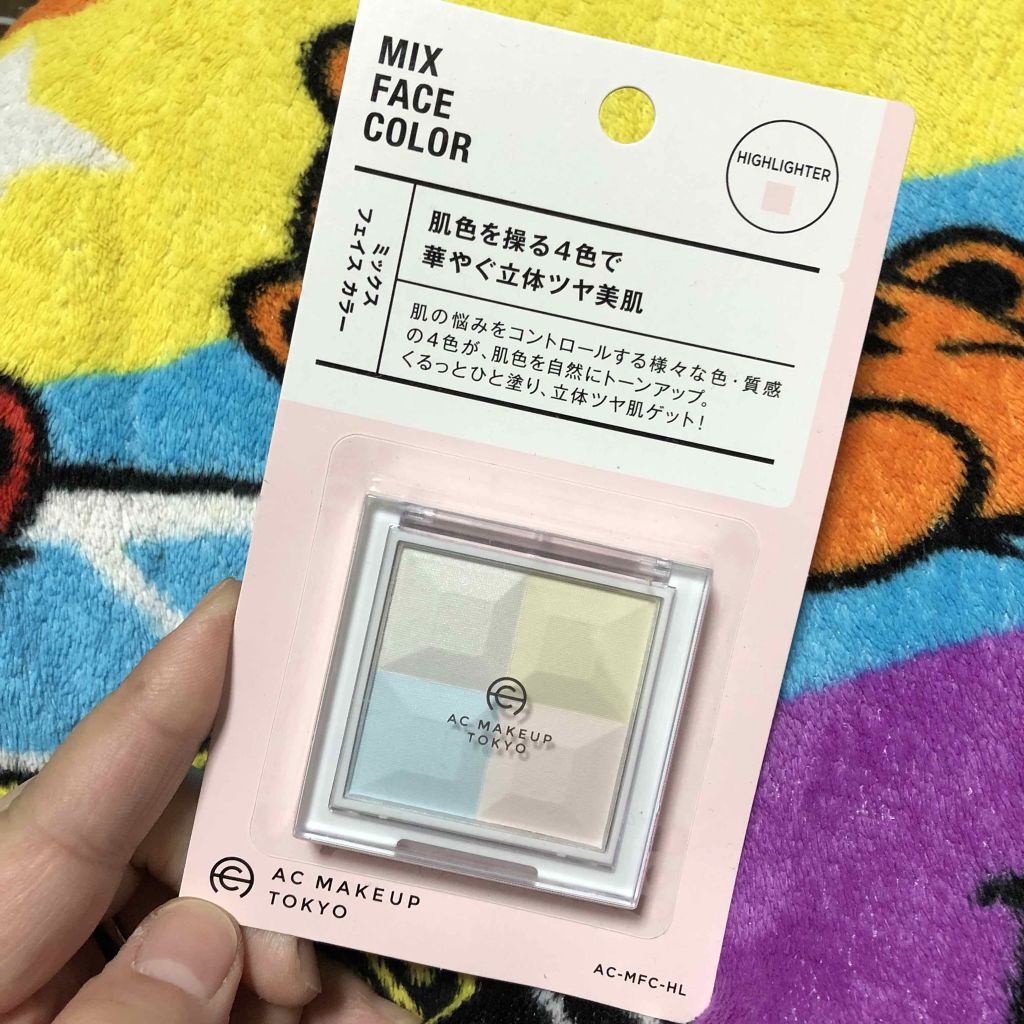 MIX
FACE
COLOR
HIGHLIGHTER
ミックス
フェイス カラー
肌色を操る4色で
華やぐ立体ツヤ美肌
肌の悩みをコントロールする様々な色・質感
の4色が、肌色を自然にトーンアップ。
くるっとひと塗り、立体ツヤ肌ゲット!
AC MAKEUP
TOKYO
AC MAKEUP
TOKYO
AC-MFC-HL